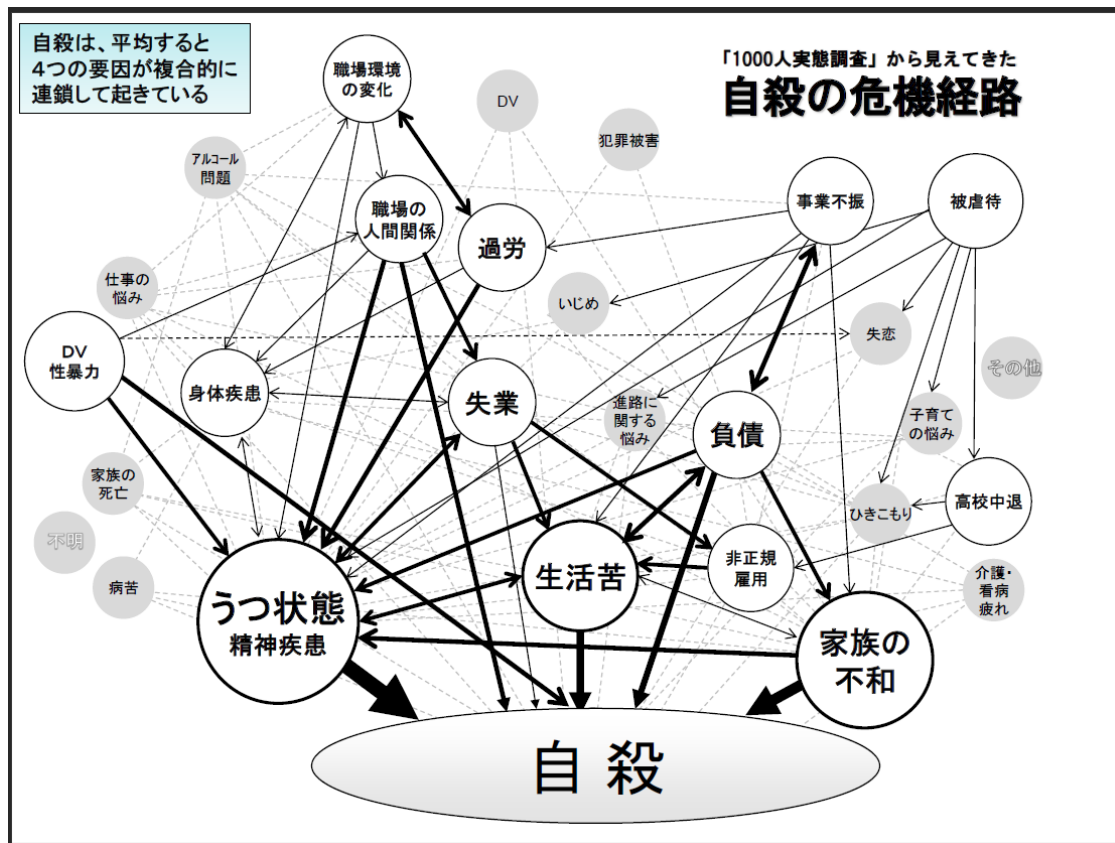 自殺は、平均すると
4つの要因が複合的に
連鎖して起きている
「1000人実態調査」から見えてきた
自殺の危機経路
職場環境
の変化
DV
犯罪被害
アルコール
問題
職場の
人間関係
過労
事業不振
被虐待
仕事の
悩み
いじめ
失恋
DV
性暴力
身体疾患
失業
進路に
関する
悩み
負債
子育て
の悩み
その他
家族の
死亡
ひきこもり
高校中退
不明
病苦
うつ状態
精神疾患
生活苦
非正規
雇用
介護・
看病
疲れ
家族の
不和
自殺